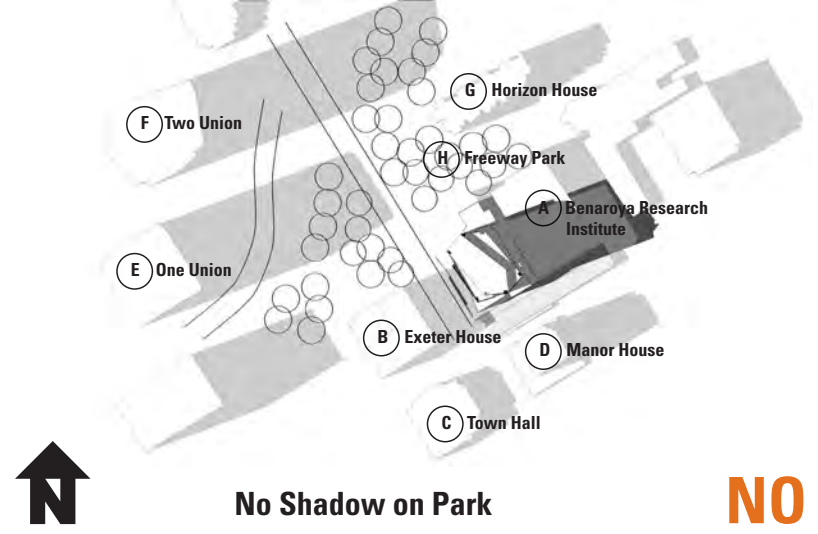 G Horizon House
F Two Union
H Freeway Park
A Benaroya Research
Institute
E One Union
B Exeter House
D Manor House
C Town Hall
N
No Shadow on Park
NO